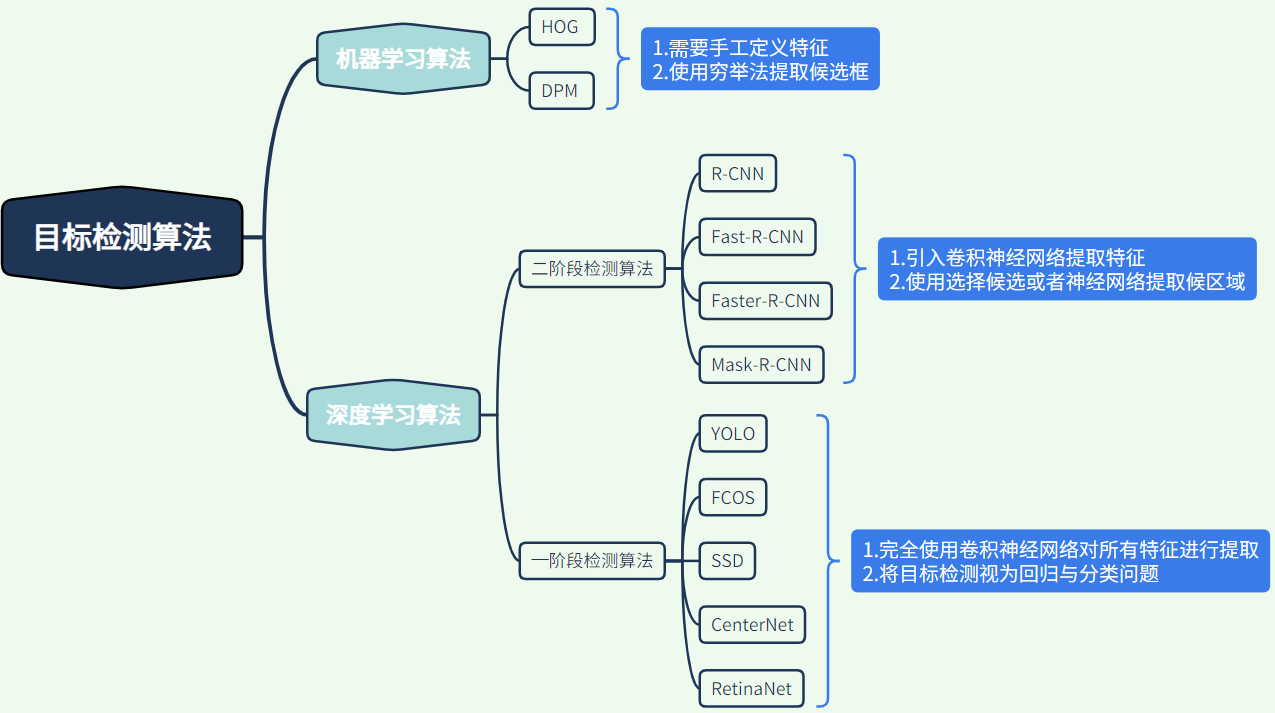 目标检测算法
机器学习算法
HOG
DPM
1.需要手工定义特征
2.使用穷举法提取候选框
深度学习算法
二阶段检测算法
R-CNN
Fast-R-CNN
Faster-R-CNN
Mask-R-CNN
1.引入卷积神经网络提取特征
2.使用选择候选或者神经网络提取候区域
一阶段检测算法
YOLO
FCOS
SSD
CenterNet
RetinaNet
1.完全使用卷积神经网络对所有特征进行提取
2.将目标检测视为回归与分类问题